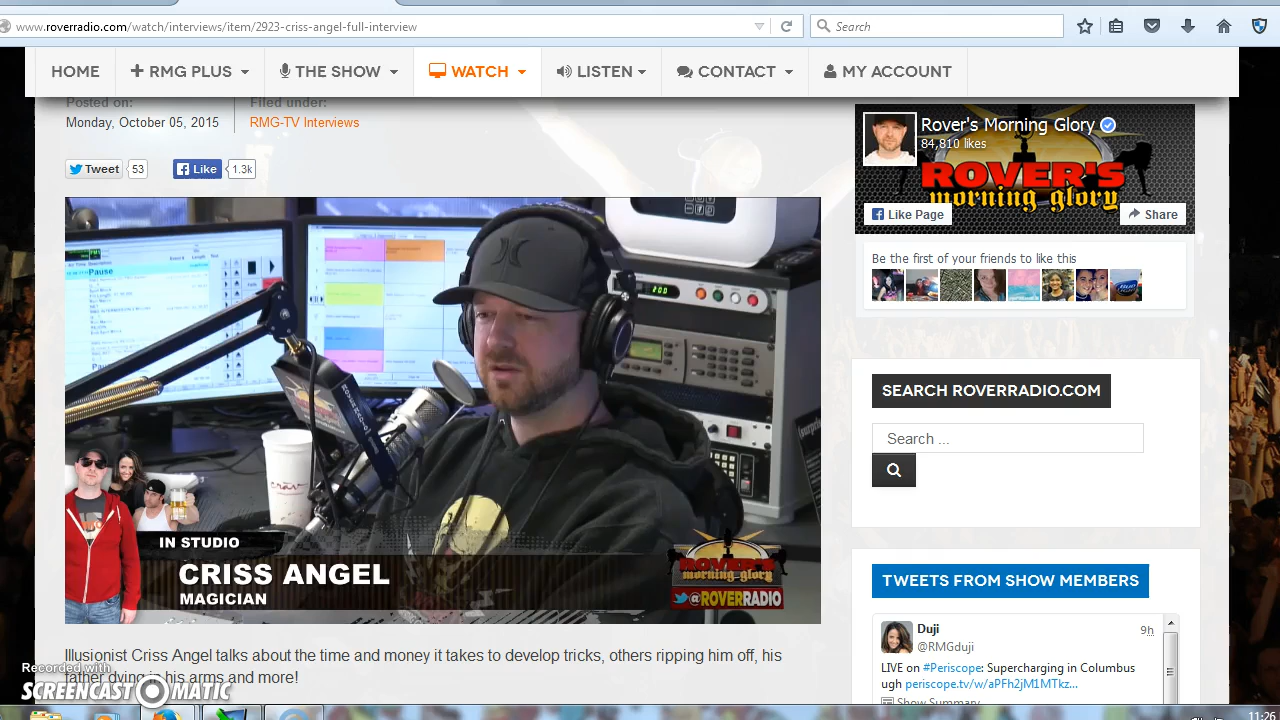 www.roverradio.com/watch/interviews/item/2923-criss-angel-full-interview
Search
HOME
RMG PLUS
THE SHOW
WATCH
LISTEN
CONTACT
MY ACCOUNT
Posted on:
Filed under:
Monday, October 05, 2015
RMG-TV Interviews
Tweet 53
Like 1.3k
Rover's Morning Glory
84,810 likes
ROVER'S
morning glory
Like Page
Share
Be the first of your friends to like this
Pause
SEARCH ROVERRADIO.COM
Search ...
IN STUDIO
CRISS ANGEL
MAGICIAN
ROVER'S
morning glory
@ROVERRADIO
TWEETS FROM SHOW MEMBERS
Duji
9h
@RMGduji
LIVE on #Periscope: Supercharging in Columbus
ugh periscope.tv/w/aPFh2jM1MTkz...
Show Summary
Illusionist Criss Angel talks about the time and money it takes to develop tricks, others ripping him off, his
father dying in his arms and more!
Recorded with
SCREENCAST MATIC
11:26